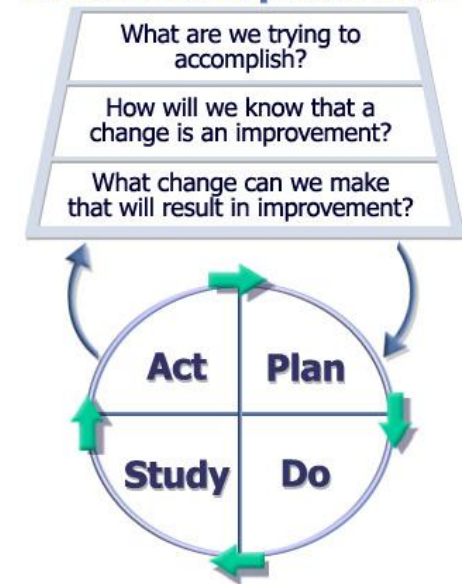 What are we trying to
accomplish?
How will we know that a
change is an improvement?
What change can we make
that will result in improvement?
Act
Plan
Study
Do